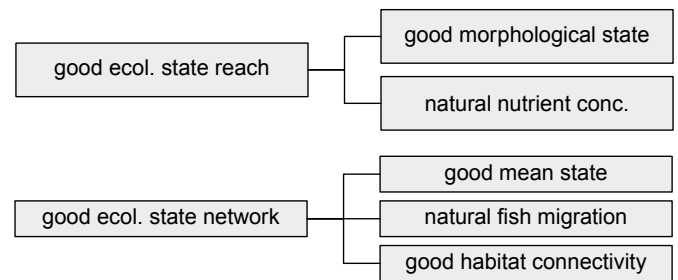 good ecol. state reach
good morphological state
natural nutrient conc.
good ecol. state network
good mean state
natural fish migration
good habitat connectivity